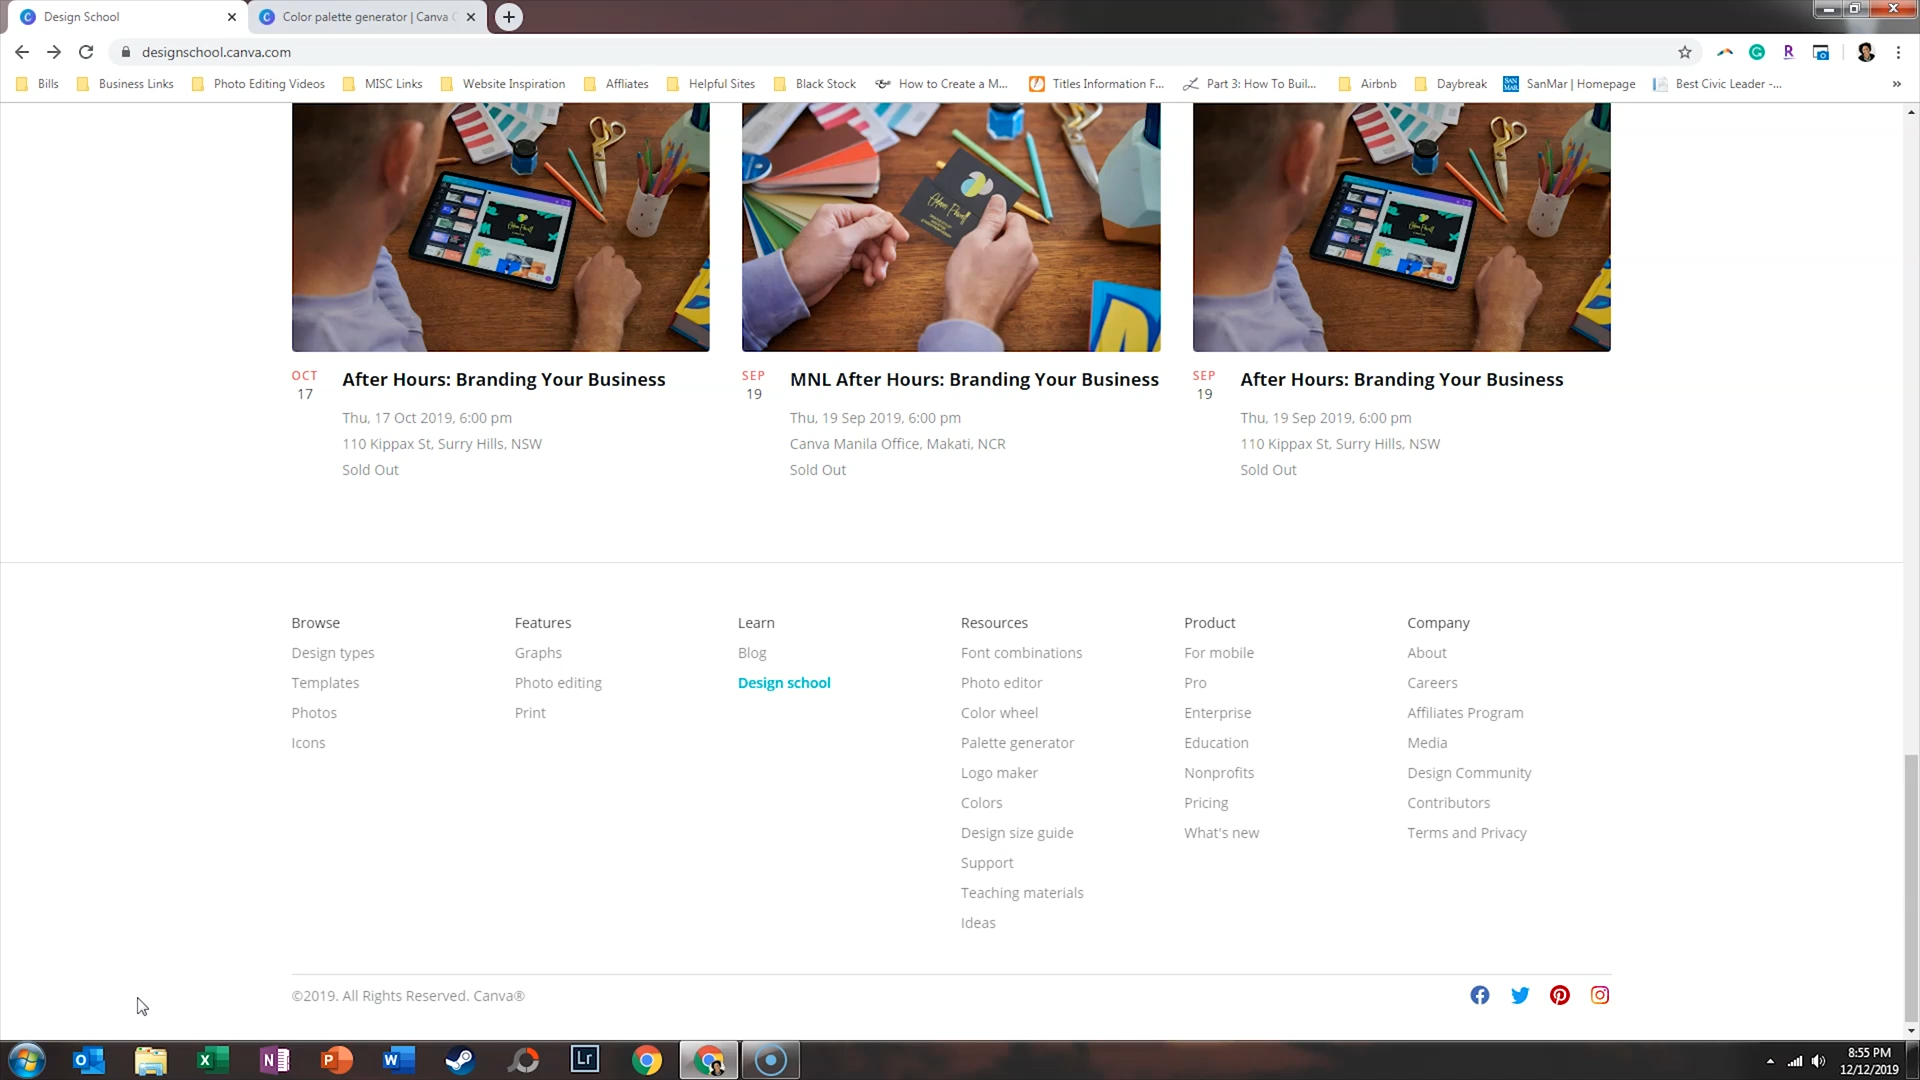 Design School
Color palette generator | Canva
designschool.canva.com
Bills
Business Links
Photo Editing Videos
MISC Links
Website Inspiration
Affliates
Helpful Sites
Black Stock
How to Create a M...
Titles Information F...
Part 3: How To Buil...
Airbnb
Daybreak
SanMar | Homepage
Best Civic Leader -...
OCT
17
After Hours: Branding Your Business
Thu, 17 Oct 2019, 6:00 pm
110 Kippax St, Surry Hills, NSW
Sold Out
SEP
19
MNL After Hours: Branding Your Business
Thu, 19 Sep 2019, 6:00 pm
Canva Manila Office, Makati, NCR
Sold Out
SEP
19
After Hours: Branding Your Business
Thu, 19 Sep 2019, 6:00 pm
110 Kippax St, Surry Hills, NSW
Sold Out
Browse
Design types
Templates
Photos
Icons
Features
Graphs
Photo editing
Print
Learn
Blog
Design school
Resources
Font combinations
Photo editor
Color wheel
Palette generator
Logo maker
Colors
Design size guide
Support
Teaching materials
Ideas
Product
For mobile
Pro
Enterprise
Education
Nonprofits
Pricing
What's new
Company
About
Careers
Affiliates Program
Media
Design Community
Contributors
Terms and Privacy
©2019. All Rights Reserved. Canva®
Lr
8:55 PM
12/12/2019